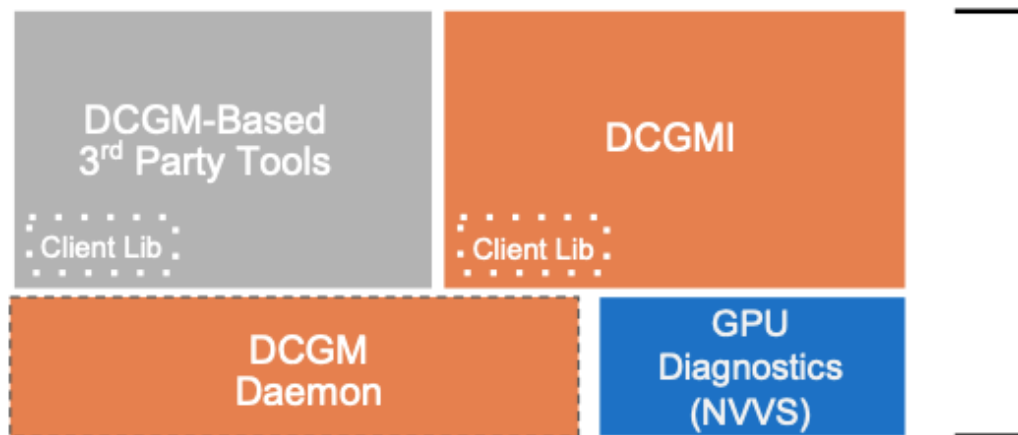 DCGM-Based
3rd Party Tools
Client Lib
DCGMI
Client Lib
DCGM
Daemon
GPU
Diagnostics
(NVVS)